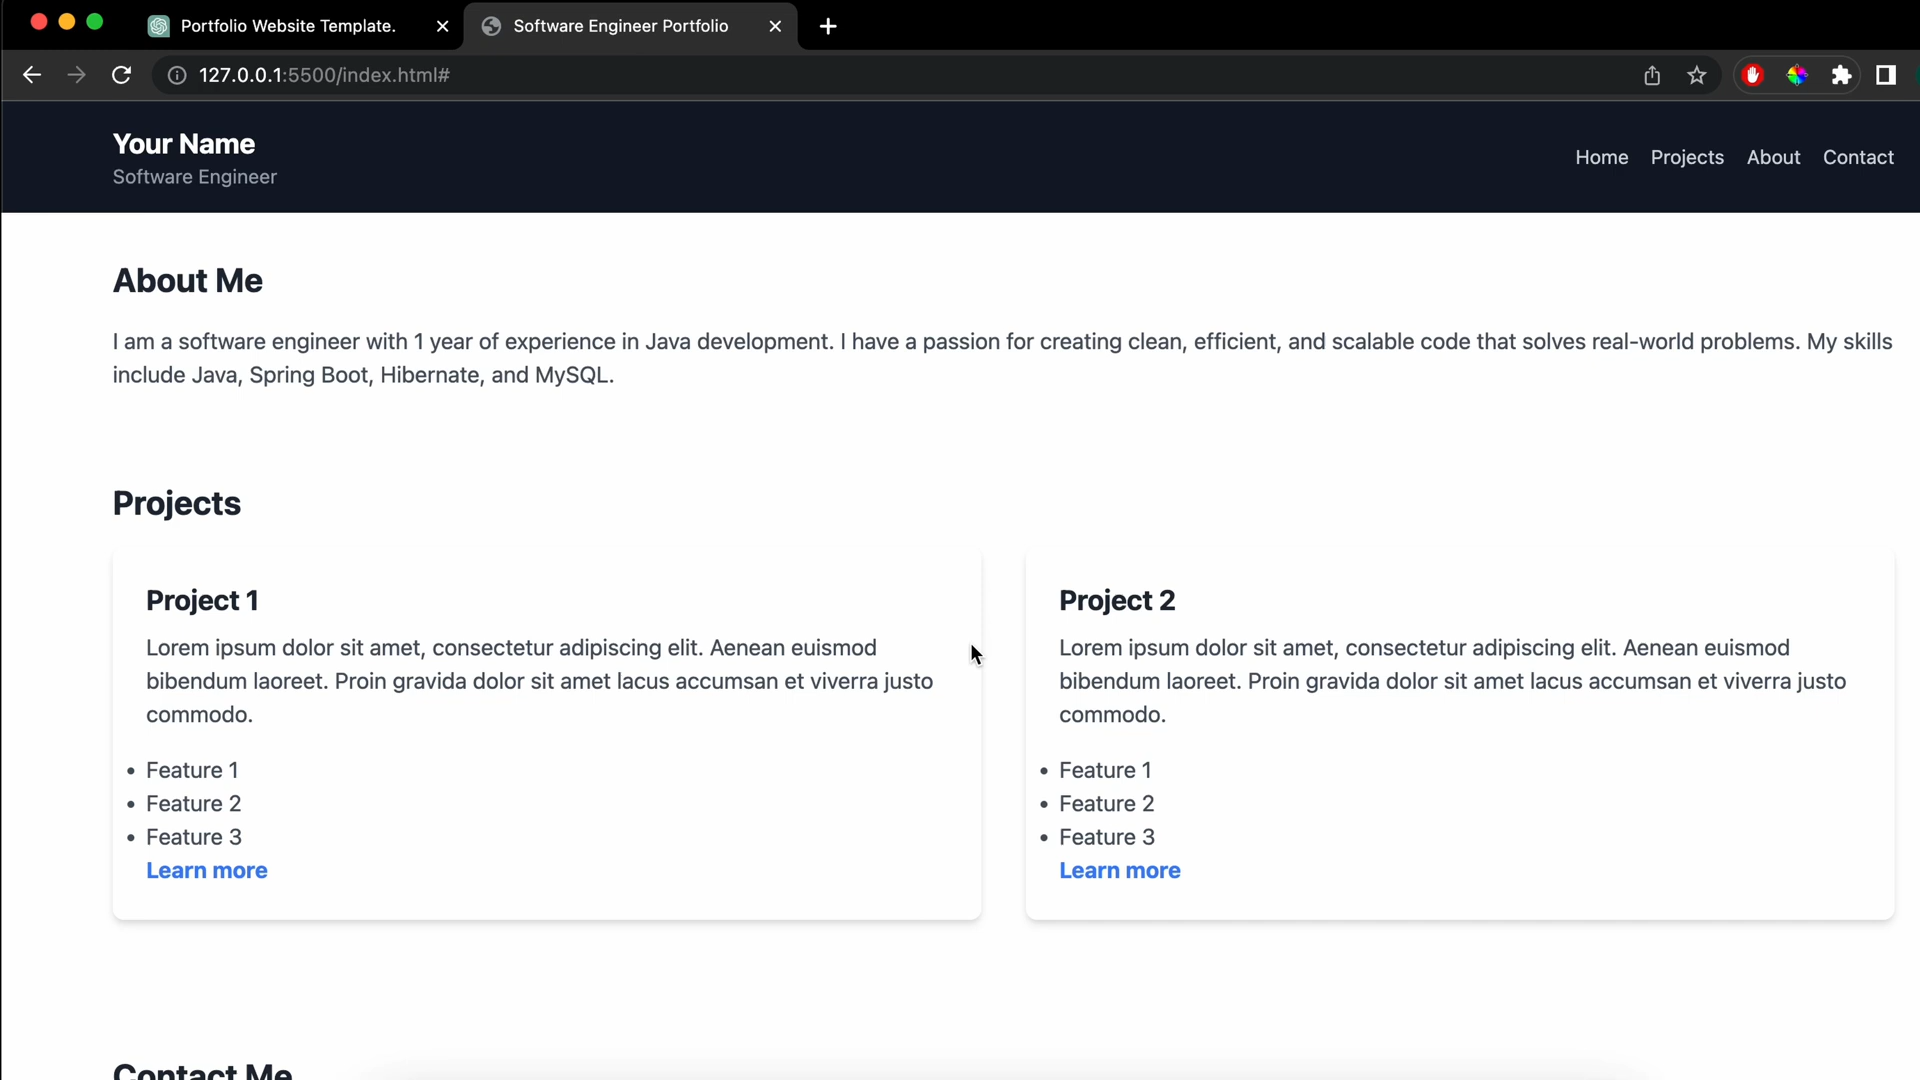 Portfolio Website Template.
Software Engineer Portfolio
127.0.0.1:5500/index.html#
Your Name
Software Engineer
Home Projects About Contact
About Me
I am a software engineer with 1 year of experience in Java development. I have a passion for creating clean, efficient, and scalable code that solves real-world problems. My skills
include Java, Spring Boot, Hibernate, and MySQL.
Projects
Project 1
Lorem ipsum dolor sit amet, consectetur adipiscing elit. Aenean euismod
bibendum laoreet. Proin gravida dolor sit amet lacus accumsan et viverra justo
commodo.
• Feature 1
• Feature 2
• Feature 3
Learn more
Project 2
Lorem ipsum dolor sit amet, consectetur adipiscing elit. Aenean euismod
bibendum laoreet. Proin gravida dolor sit amet lacus accumsan et viverra justo
commodo.
• Feature 1
• Feature 2
• Feature 3
Learn more
Contact Me